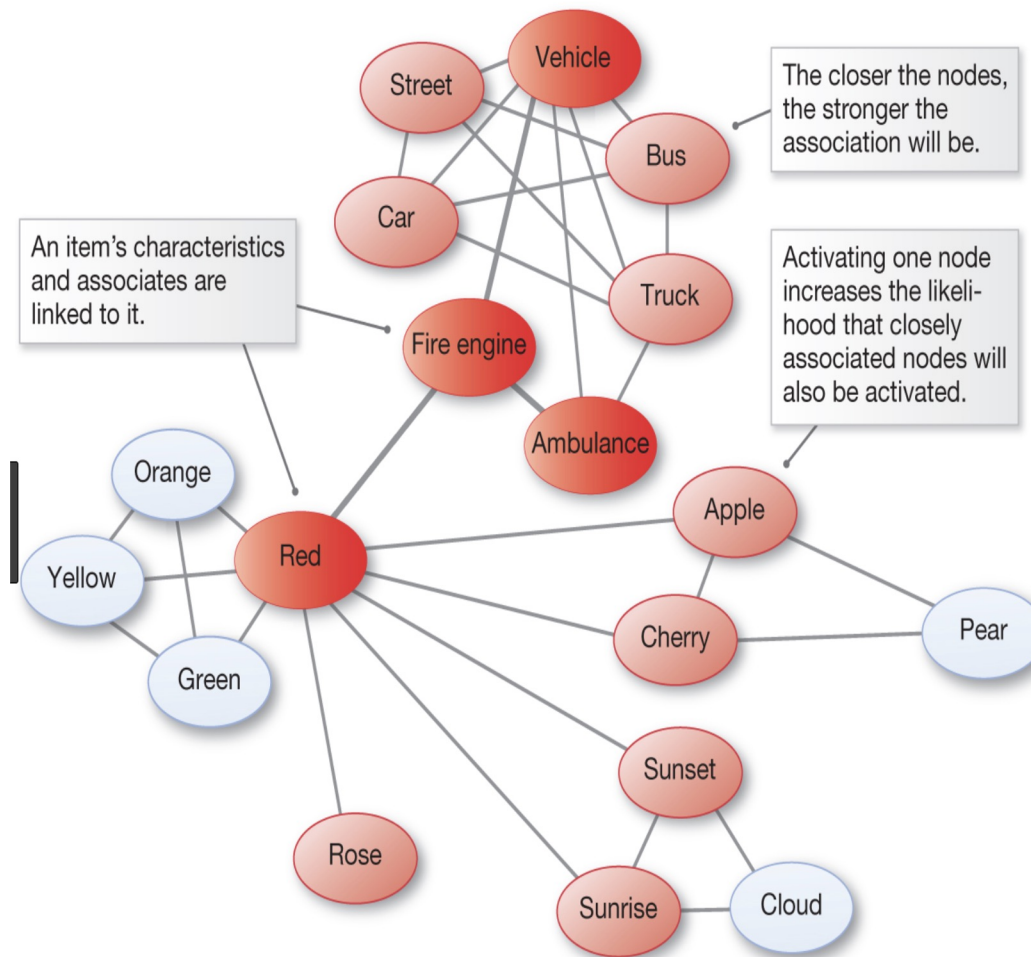 Vehicle
Street
The closer the nodes,
the stronger the
association will be.
Bus
Car
An item's characteristics
and associates are
linked to it.
Activating one node
increases the likeli-
hood that closely
associated nodes will
also be activated.
Truck
Fire engine
Ambulance
Orange
Apple
Red
Yellow
Cherry
Pear
Green
Sunset
Rose
Sunrise
Cloud